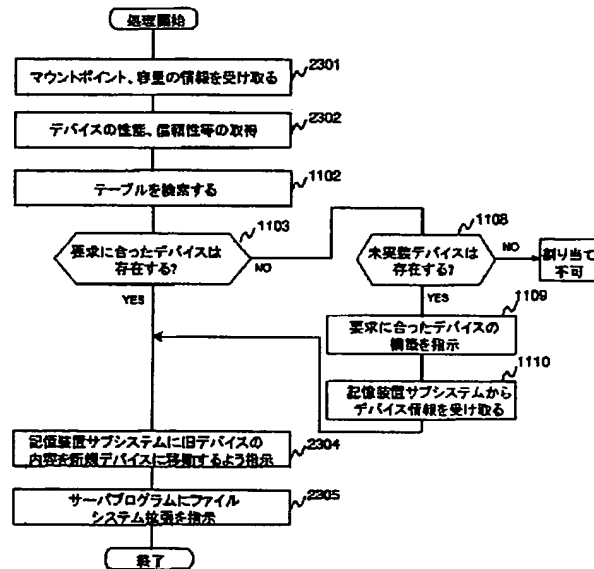 処理開始
マウントポイント、容量の情報を受け取る
2301
デバイスの性能、信頼性等の取得
2302
テーブルを検索する
1102
要求に合ったデバイスは
存在する?
1103
NO
YES
未実装デバイスは
存在する?
1108
NO
YES
割り当て
不可
要求に合ったデバイスの
構築を指示
1109
記憶装置サブシステムから
デバイス情報を受け取る
1110
記憶装置サブシステムに旧デバイスの
内容を新規デバイスに移動するよう指示
2304
サーバプログラムにファイル
システム拡張を指示
2305
終了